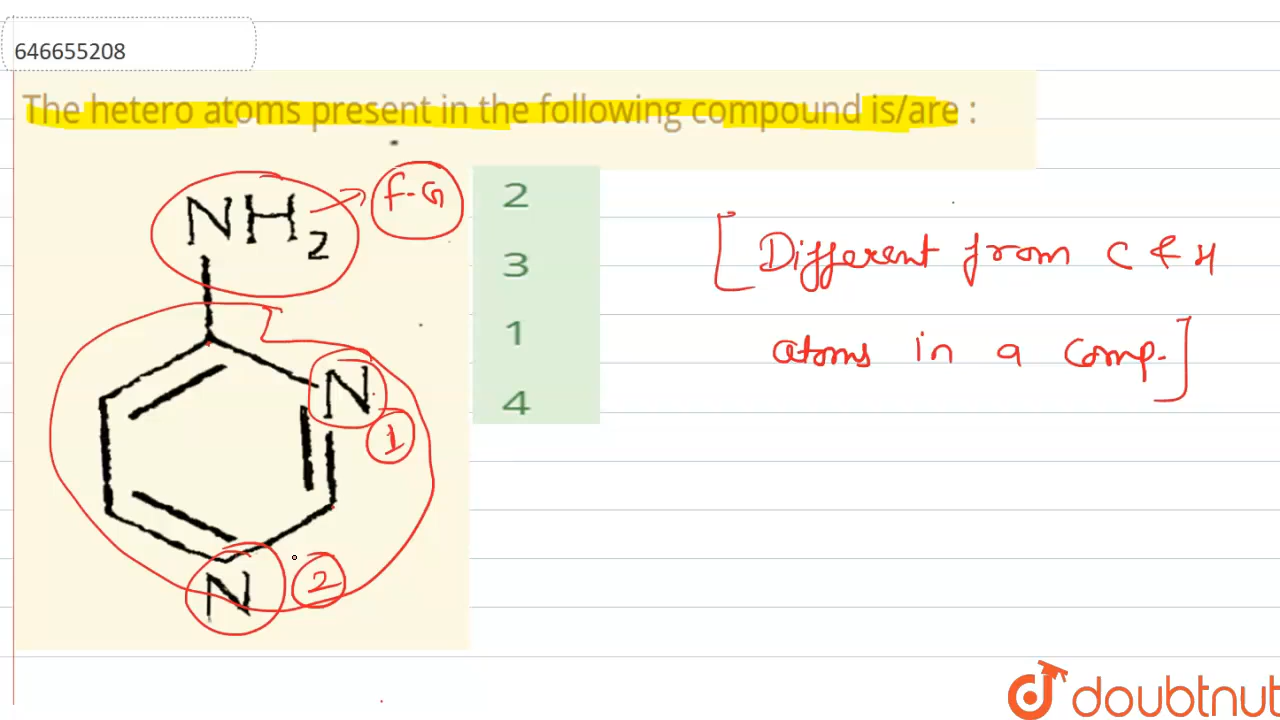 646655208
The hetero atoms present in the following compound is/are :
NH2
f-G
2
3
1
4
[Different from C & H
atoms in a comp.]
N
1
N
2
doubtnut